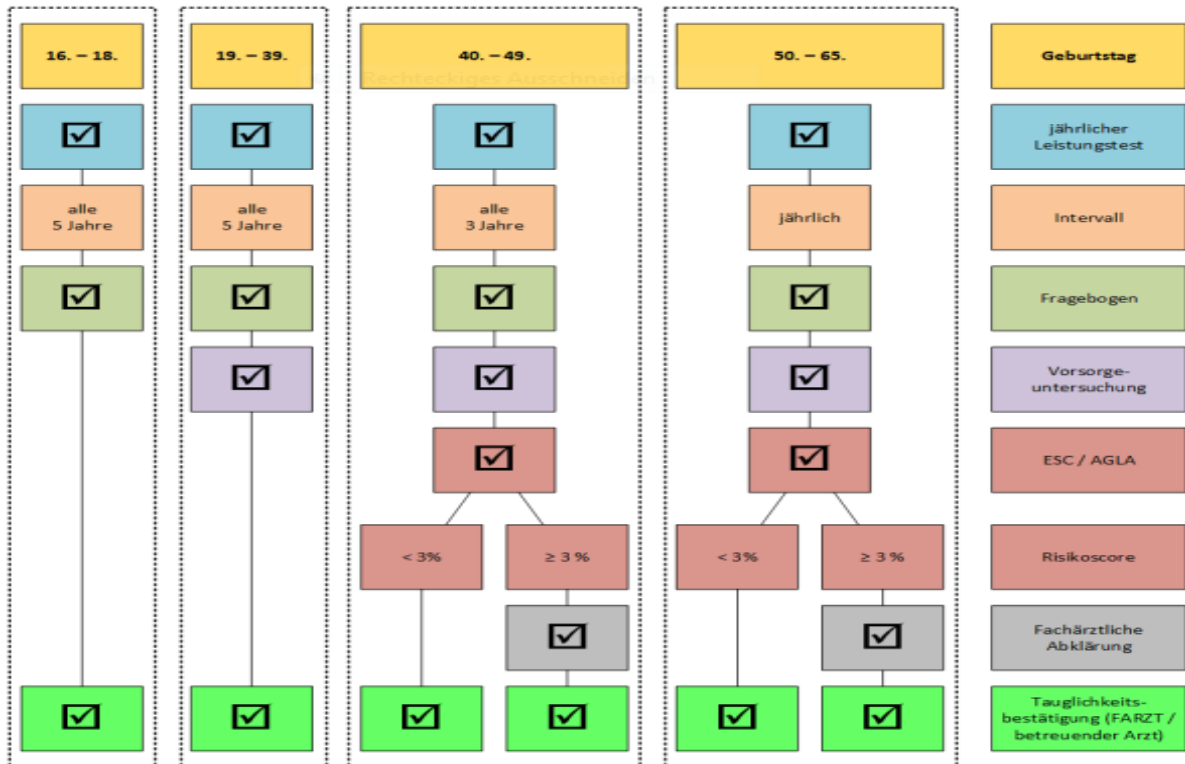 16. – 18.
19. – 39.
40. – 49.
50. – 65.
Geburtstag
Rechteckiges Ausschneiden
jährlicher
Leistungstest
alle
5 Jahre
alle
5 Jahre
alle
3 Jahre
jährlich
Intervall
Fragebogen
Vorsorge-
untersuchung
ESC / AGLA
< 3%
≥ 3 %
< 3%
≥ 3 %
Risikoscore
Fachärztliche
Abklärung
Tauglichkeits-
bestätigung (FARZT /
betreuender Arzt)